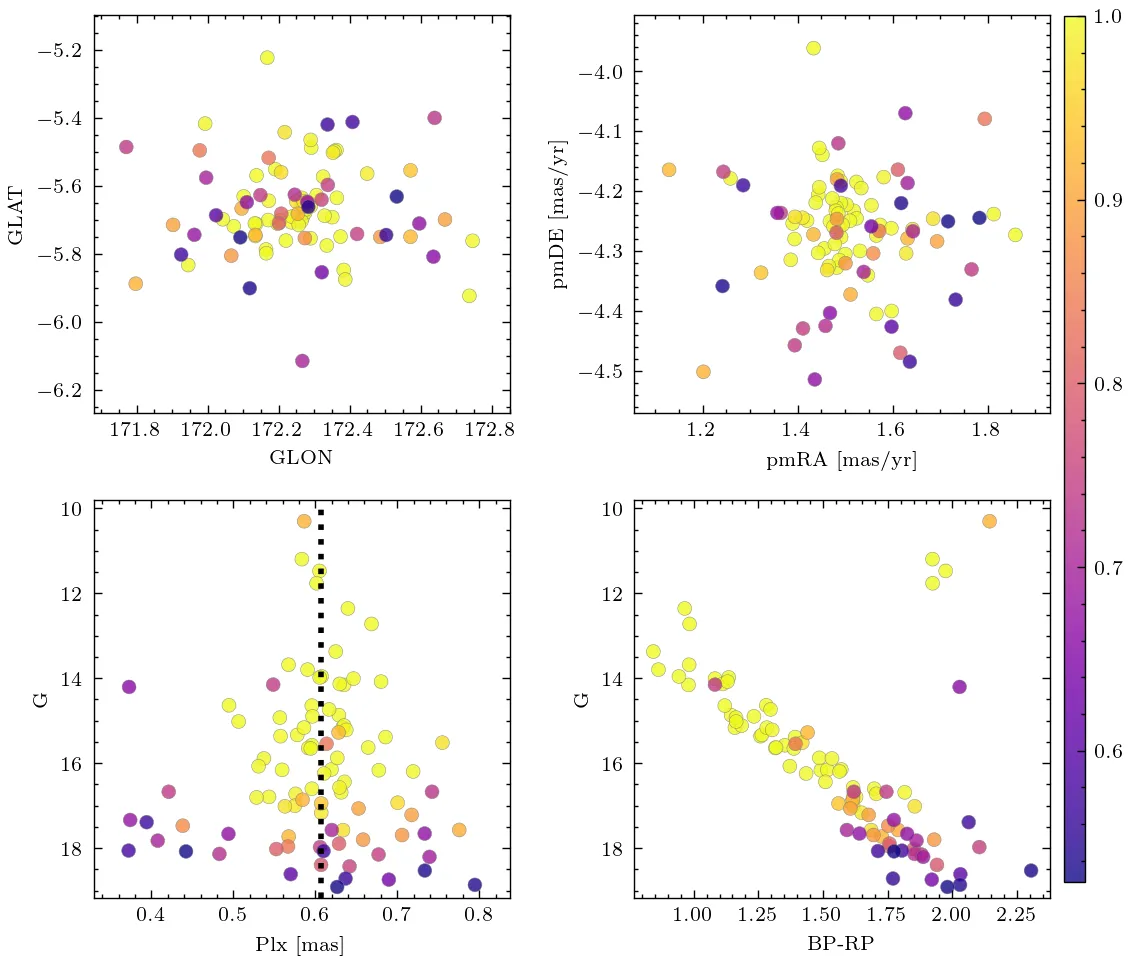 −5.2
−5.4
−5.6
−5.8
−6.0
−6.2
GLAT
171.8 172.0 172.2 172.4 172.6 172.8
GLON
−4.0
−4.1
−4.2
−4.3
−4.4
−4.5
pmDE [mas/yr]
1.2 1.4 1.6 1.8
pmRA [mas/yr]
1.0
0.9
0.8
0.7
0.6
10
12
14
16
18
G
0.4 0.5 0.6 0.7 0.8
Plx [mas]
10
12
14
16
18
G
1.00 1.25 1.50 1.75 2.00 2.25
BP-RP